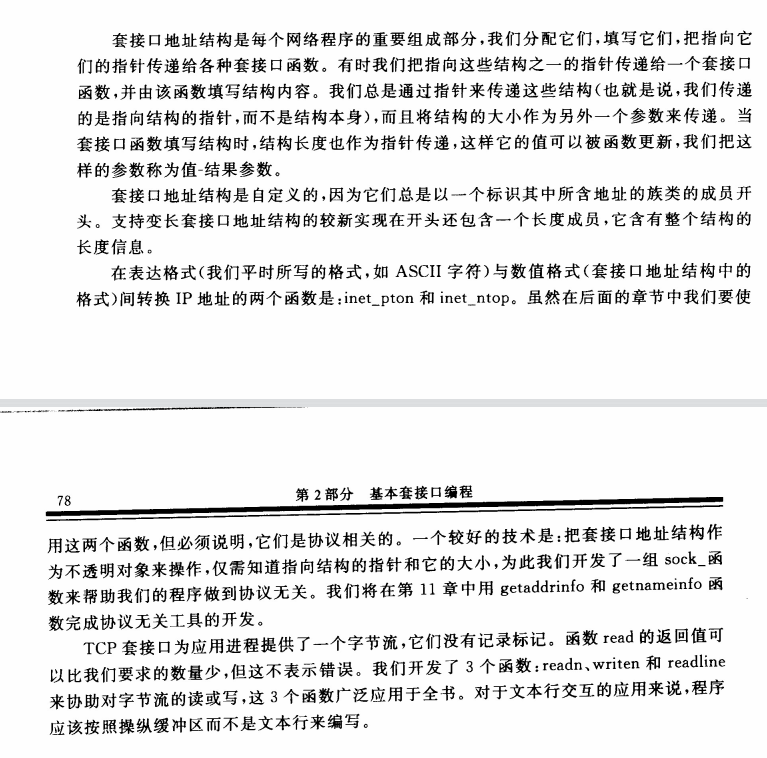 套接口地址结构是每个网络程序的重要组成部分,我们分配它们,填写它们,把指向它
们的指针传递给各种套接口函数。有时我们把指向这些结构之一的指针传递给一个套接口
函数,并由该函数填写结构内容。我们总是通过指针来传递这些结构(也就是说,我们传递
的是指向结构的指针,而不是结构本身),而且将结构的大小作为另外一个参数来传递。当
套接口函数填写结构时,结构长度也作为指针传递,这样它的值可以被函数更新,我们把这
样的参数称为值-结果参数。
套接口地址结构是自定义的,因为它们总是以一个标识其中所含地址的族类的成员开
头。支持变长套接口地址结构的较新实现在开头还包含一个长度成员,它含有整个结构的
长度信息。
在表达格式(我们平时所写的格式,如 ASCII 字符)与数值格式(套接口地址结构中的
格式)间转换 IP 地址的两个函数是:inet_pton 和 inet_ntop。虽然在后面的章节中我们要使
78
第 2 部分 基本套接口编程
用这两个函数,但必须说明,它们是协议相关的。一个较好的技术是:把套接口地址结构作
为不透明对象来操作,仅需知道指向结构的指针和它的大小,为此我们开发了一组 sock_函
数来帮助我们的程序做到协议无关。我们将在第 11 章中用 getaddrinfo 和 getnameinfo 函
数完成协议无关工具的开发。
TCP 套接口为应用进程提供了一个字节流,它们没有记录标记。函数 read 的返回值可
以比我们要求的数量少,但这不表示错误。我们开发了 3 个函数:readn、writen 和 readline
来协助对字节流的读或写,这 3 个函数广泛应用于全书。对于文本行交互的应用来说,程序
应该按照操纵缓冲区而不是文本行来编写。